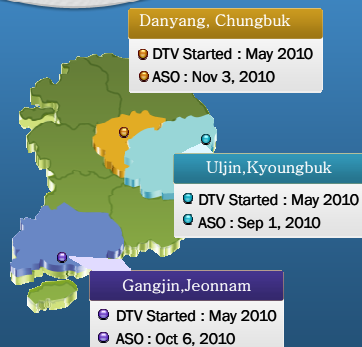 Danyang, Chungbuk
DTV Started : May 2010
ASO : Nov 3, 2010
Uljin,Kyoungbuk
DTV Started : May 2010
ASO : Sep 1, 2010
Gangjin,Jeonnam
DTV Started : May 2010
ASO : Oct 6, 2010